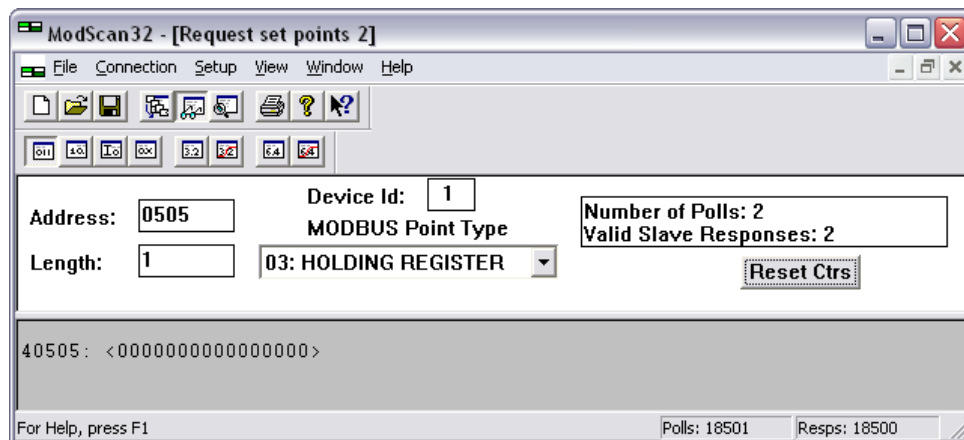 ModScan32 - [Request set points 2]
File Connection Setup View Window Help
Device Id: 1
Address: 0505
MODBUS Point Type
Length: 1
03: HOLDING REGISTER
Number of Polls: 2
Valid Slave Responses: 2
Reset Ctrs
40505: <0000000000000000>
For Help, press F1
Polls: 18501
Resps: 18500